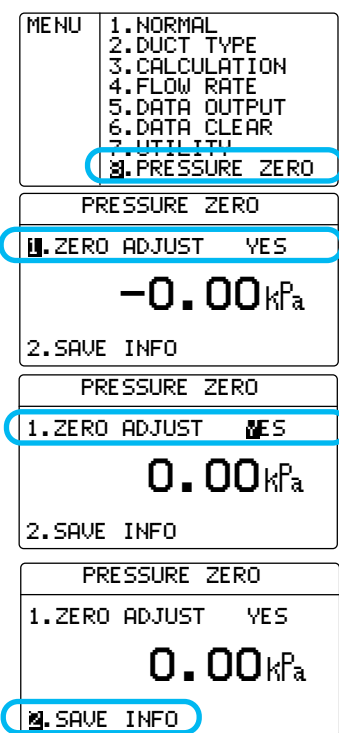 MENU
1.NORMAL
2.DUCT TYPE
3.CALCULATION
4.FLOW RATE
5.DATA OUTPUT
6.DATA CLEAR
7.UTILITY
8.PRESSURE ZERO
PRESSURE ZERO
1.ZERO ADJUST YES
-0.00kPa
2.SAVE INFO
PRESSURE ZERO
1.ZERO ADJUST YES
0.00kPa
2.SAVE INFO
PRESSURE ZERO
1.ZERO ADJUST YES
0.00kPa
2.SAVE INFO